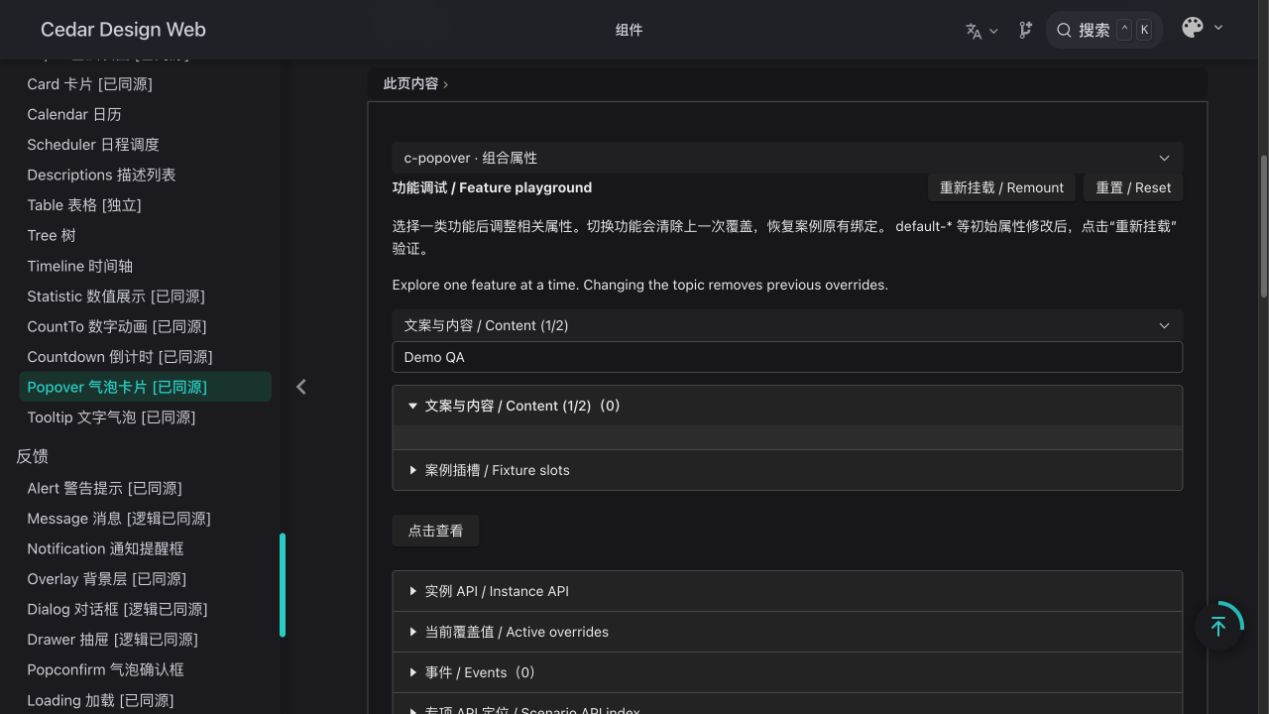 Cedar Design Web
组件
搜索 ^ K
Card 卡片 [已同源]
Calendar 日历
Scheduler 日程调度
Descriptions 描述列表
Table 表格 [独立]
Tree 树
Timeline 时间轴
Statistic 数值展示 [已同源]
CountTo 数字动画 [已同源]
Countdown 倒计时 [已同源]
Popover 气泡卡片 [已同源]
Tooltip 文字气泡 [已同源]
反馈
Alert 警告提示 [已同源]
Message 消息 [逻辑已同源]
Notification 通知提醒框
Overlay 背景层 [已同源]
Dialog 对话框 [逻辑已同源]
Drawer 抽屉 [逻辑已同源]
Popconfirm 气泡确认框
Loading 加载 [已同源]
此页内容 ›
c-popover · 组合属性
功能调试 / Feature playground
重新挂载 / Remount
重置 / Reset
选择一类功能后调整相关属性。切换功能会清除上一次覆盖，恢复案例原有绑定。 default-* 等初始属性修改后，点击“重新挂载”
验证。
Explore one feature at a time. Changing the topic removes previous overrides.
文案与内容 / Content (1/2)
Demo QA
文案与内容 / Content (1/2)（0）
案例插槽 / Fixture slots
点击查看
实例 API / Instance API
当前覆盖值 / Active overrides
事件 / Events（0）
专项 API 定位 / Scenario API index